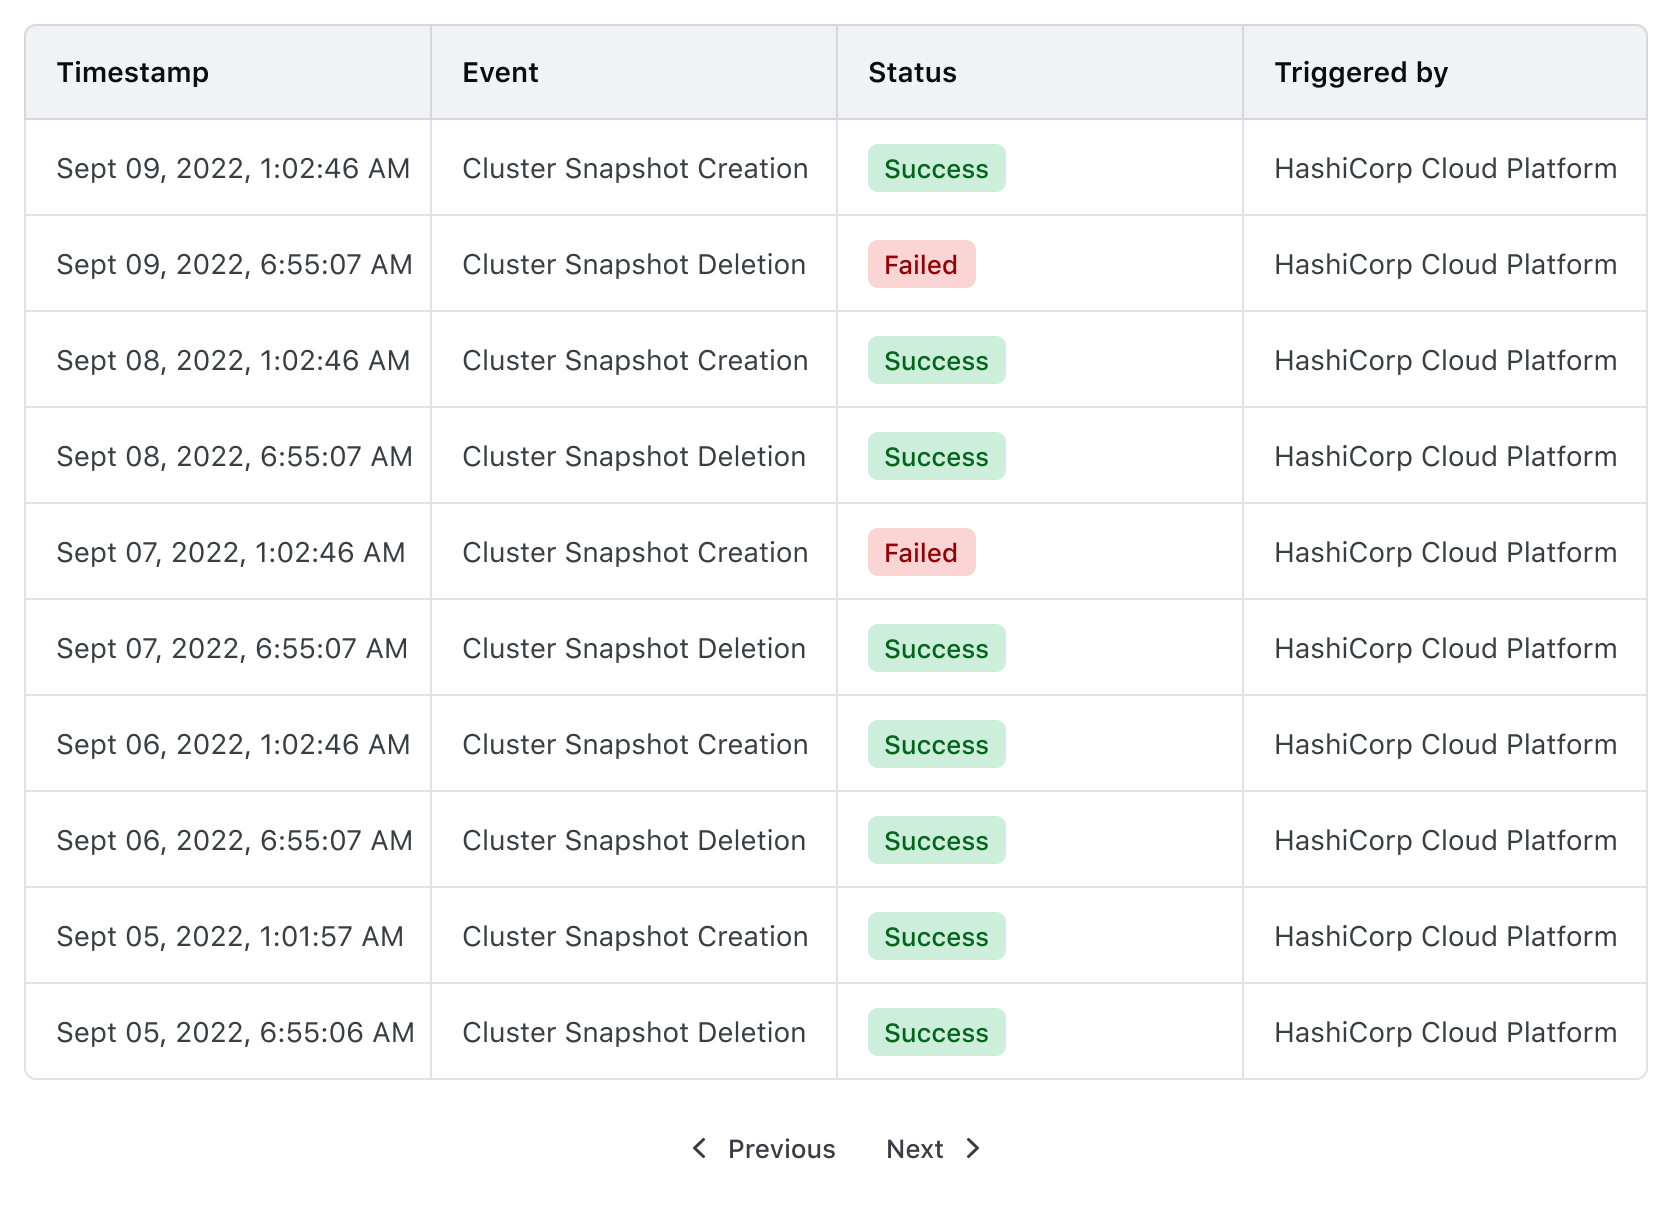 Timestamp Event Status Triggered by
Sept 09, 2022, 1:02:46 AM Cluster Snapshot Creation Success HashiCorp Cloud Platform
Sept 09, 2022, 6:55:07 AM Cluster Snapshot Deletion Failed HashiCorp Cloud Platform
Sept 08, 2022, 1:02:46 AM Cluster Snapshot Creation Success HashiCorp Cloud Platform
Sept 08, 2022, 6:55:07 AM Cluster Snapshot Deletion Success HashiCorp Cloud Platform
Sept 07, 2022, 1:02:46 AM Cluster Snapshot Creation Failed HashiCorp Cloud Platform
Sept 07, 2022, 6:55:07 AM Cluster Snapshot Deletion Success HashiCorp Cloud Platform
Sept 06, 2022, 1:02:46 AM Cluster Snapshot Creation Success HashiCorp Cloud Platform
Sept 06, 2022, 6:55:07 AM Cluster Snapshot Deletion Success HashiCorp Cloud Platform
Sept 05, 2022, 1:01:57 AM Cluster Snapshot Creation Success HashiCorp Cloud Platform
Sept 05, 2022, 6:55:06 AM Cluster Snapshot Deletion Success HashiCorp Cloud Platform
Previous Next